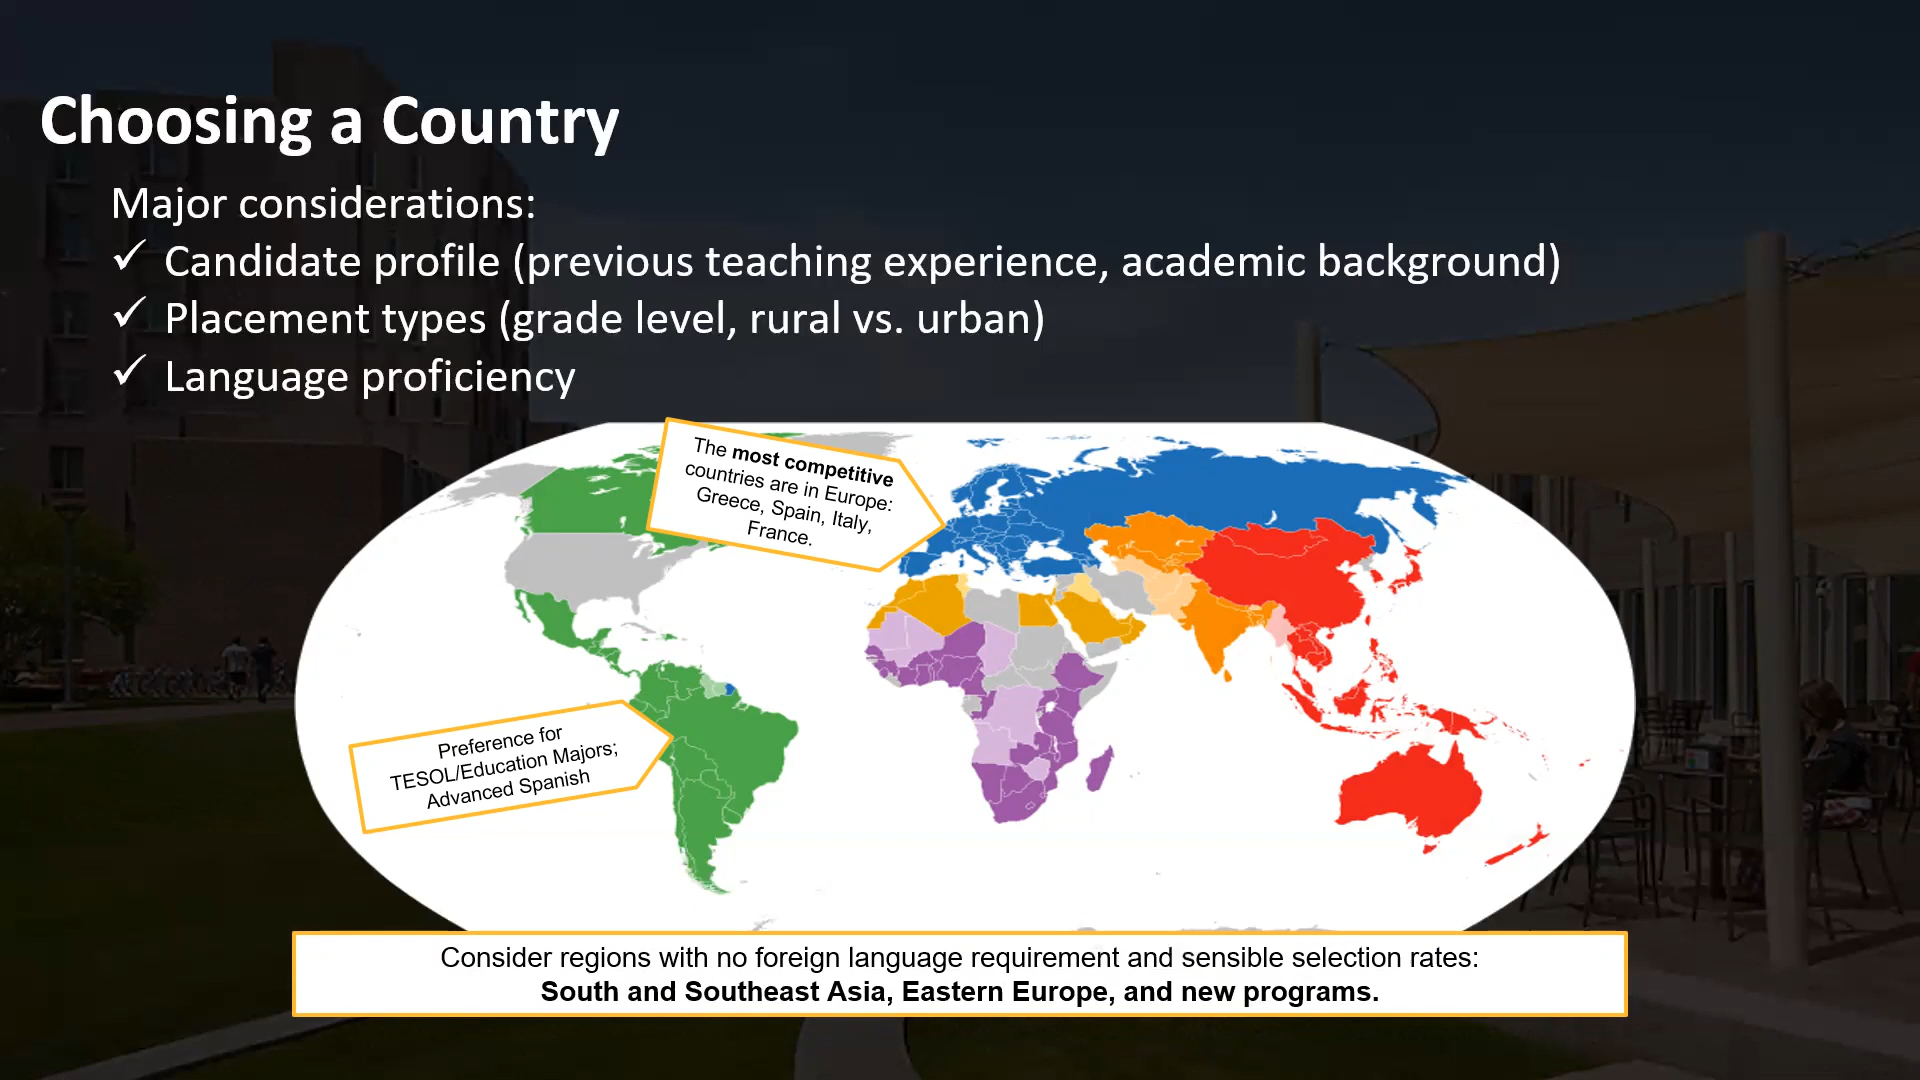 Choosing a Country
Major considerations:
✓ Candidate profile (previous teaching experience, academic background)
✓ Placement types (grade level, rural vs. urban)
✓ Language proficiency
The most competitive
countries are in Europe:
Greece, Spain, Italy,
France.
Preference for
TESOL/Education Majors;
Advanced Spanish
Consider regions with no foreign language requirement and sensible selection rates:
South and Southeast Asia, Eastern Europe, and new programs.